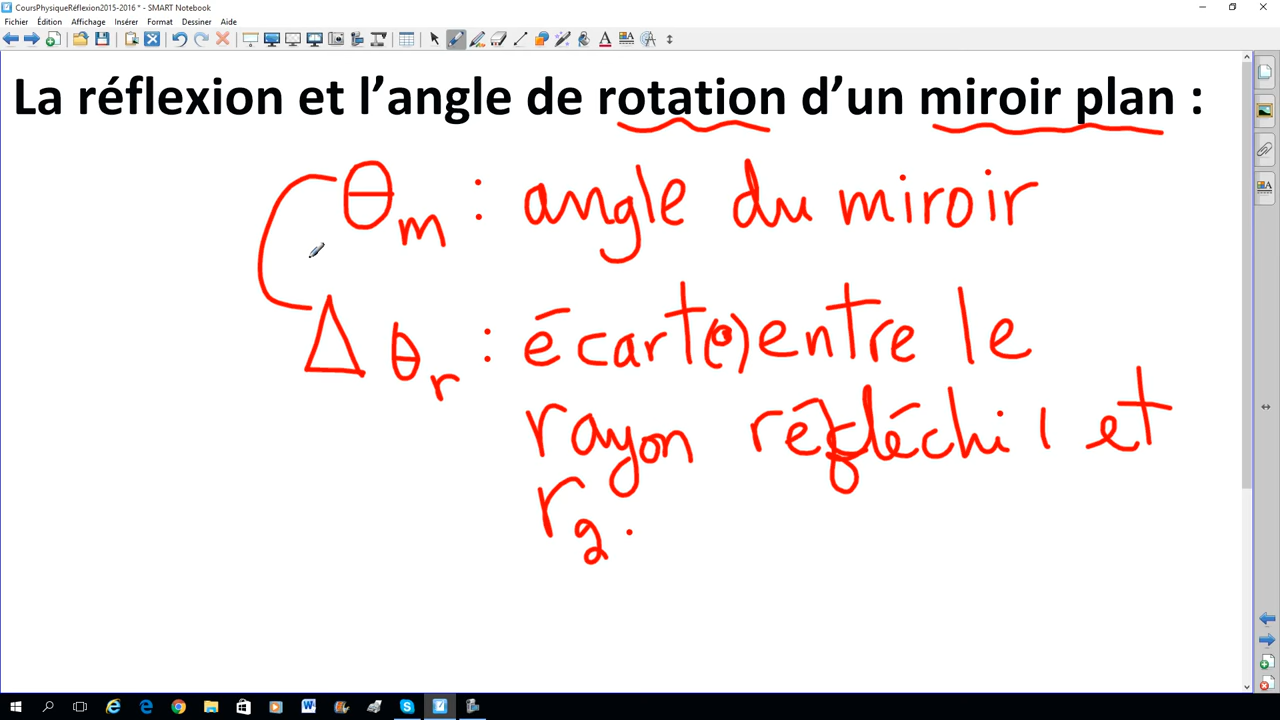 CoursPhysiqueRéflexion2015-2016 * - SMART Notebook
Fichier Édition Affichage Insérer Format Dessiner Aide
La réflexion et l’angle de rotation d’un miroir plan :
θm : angle du miroir
Δ θr : écart(°) entre le
rayon réfléchi 1 et
r2.